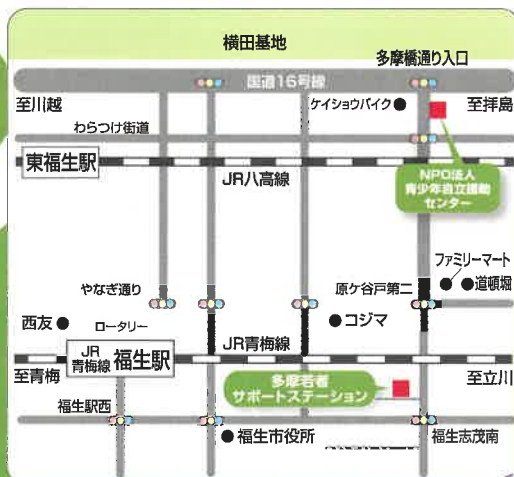 横田基地
多摩橋通り入口
国道16号線
至川越
ケイショウバイク
至拝島
わらつけ街道
東福生駅
JR八高線
NPO法人
青少年自立援助
センター
ファミリーマート
道頓堀
やなぎ通り
原ケ谷戸第二
西友
ロータリー
コジマ
JR
青梅線
福生駅
JR青梅線
至青梅
至立川
多摩若者
サポートステーション
福生駅西
福生市役所
福生志茂南